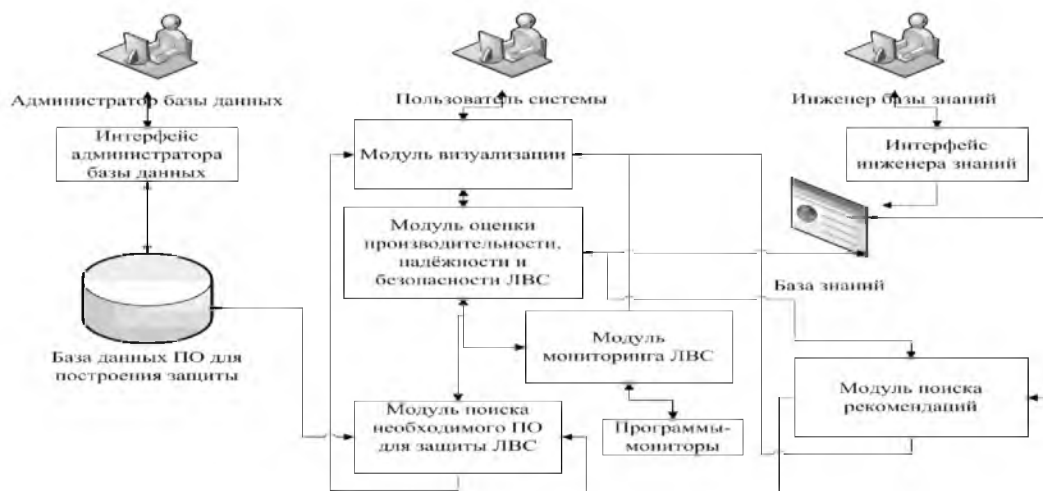 Администратор базы данных
Пользователь системы
Инженер базы знаний
Интерфейс
администратора
базы данных
Модуль визуализации
Интерфейс
инженера знаний
Модуль оценки
производительности,
надёжности и
безопасности ЛВС
База знаний
База данных ПО для
построения защиты
Модуль
мониторинга ЛВС
Модуль поиска
рекомендаций
Модуль поиска
необходимого ПО
для защиты ЛВС
Программы-
мониторы